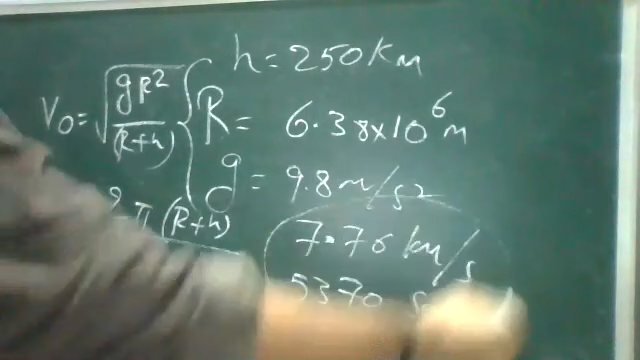 h = 250 Km
V₀ = √(gR²/(R+h)) { R = 6.38 x 10⁶ m
g = 9.8 m/s²
2π (R+h)
7.76 km/s
5370 s